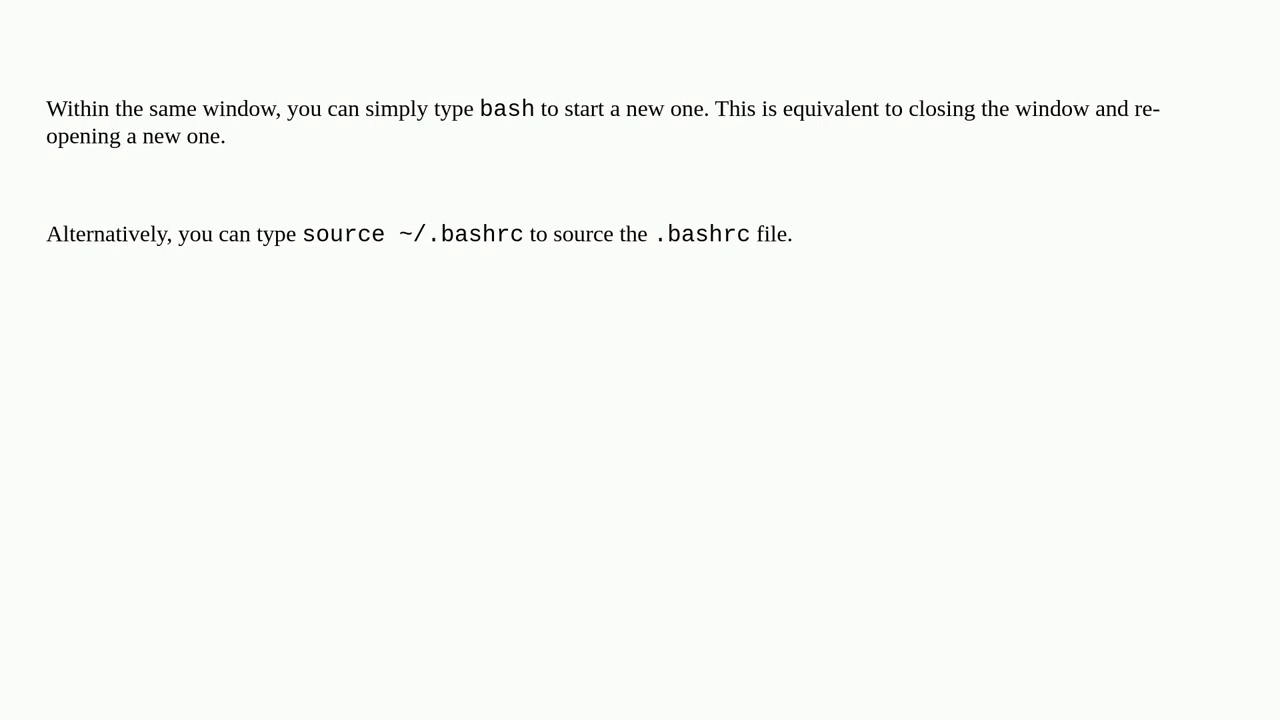 Within the same window, you can simply type bash to start a new one. This is equivalent to closing the window and re-
opening a new one.
Alternatively, you can type source ~/.bashrc to source the .bashrc file.